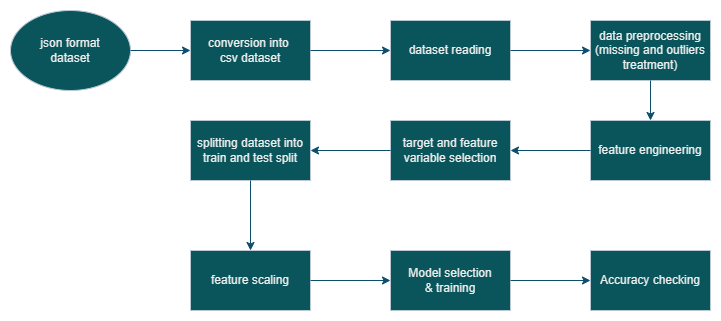 json format
dataset
conversion into
csv dataset
dataset reading
data preprocessing
(missing and outliers
treatment)
feature engineering
target and feature
variable selection
splitting dataset into
train and test split
feature scaling
Model selection
& training
Accuracy checking